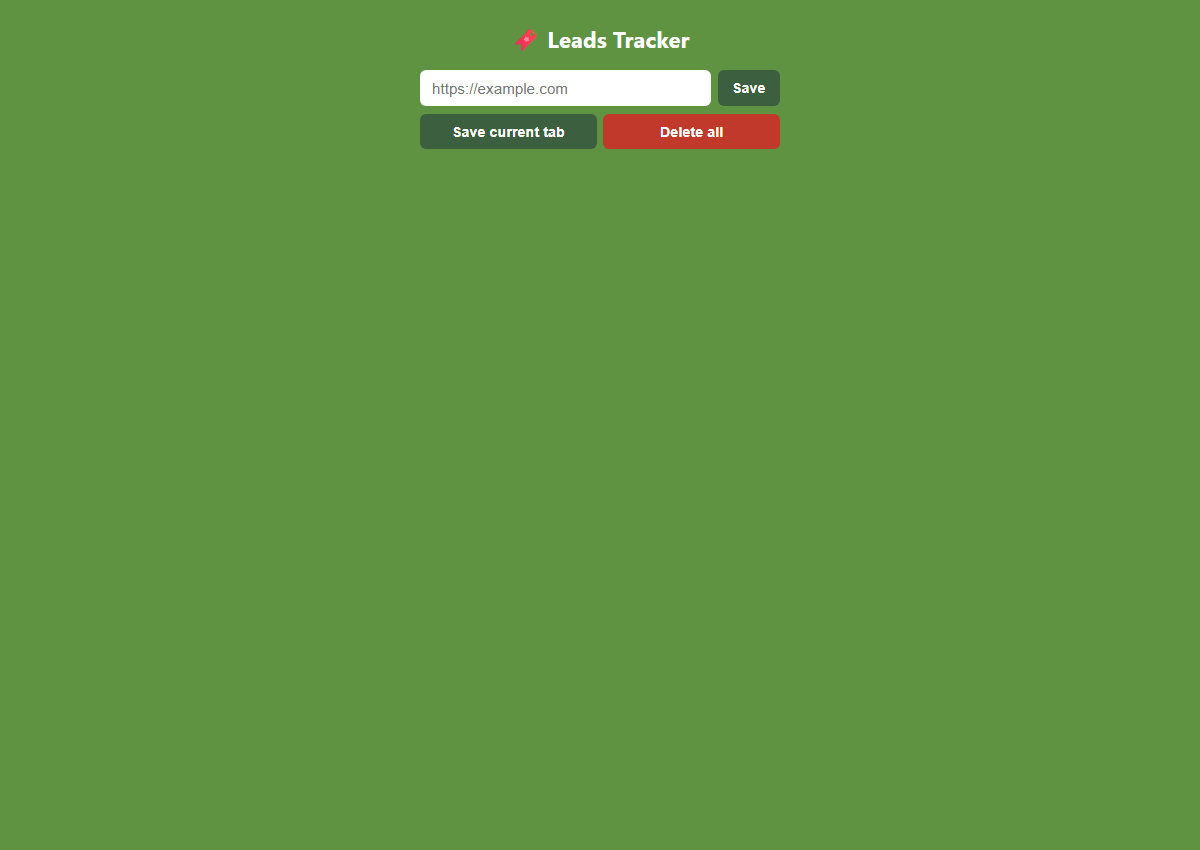 Leads Tracker
https://example.com Save
Save current tab Delete all